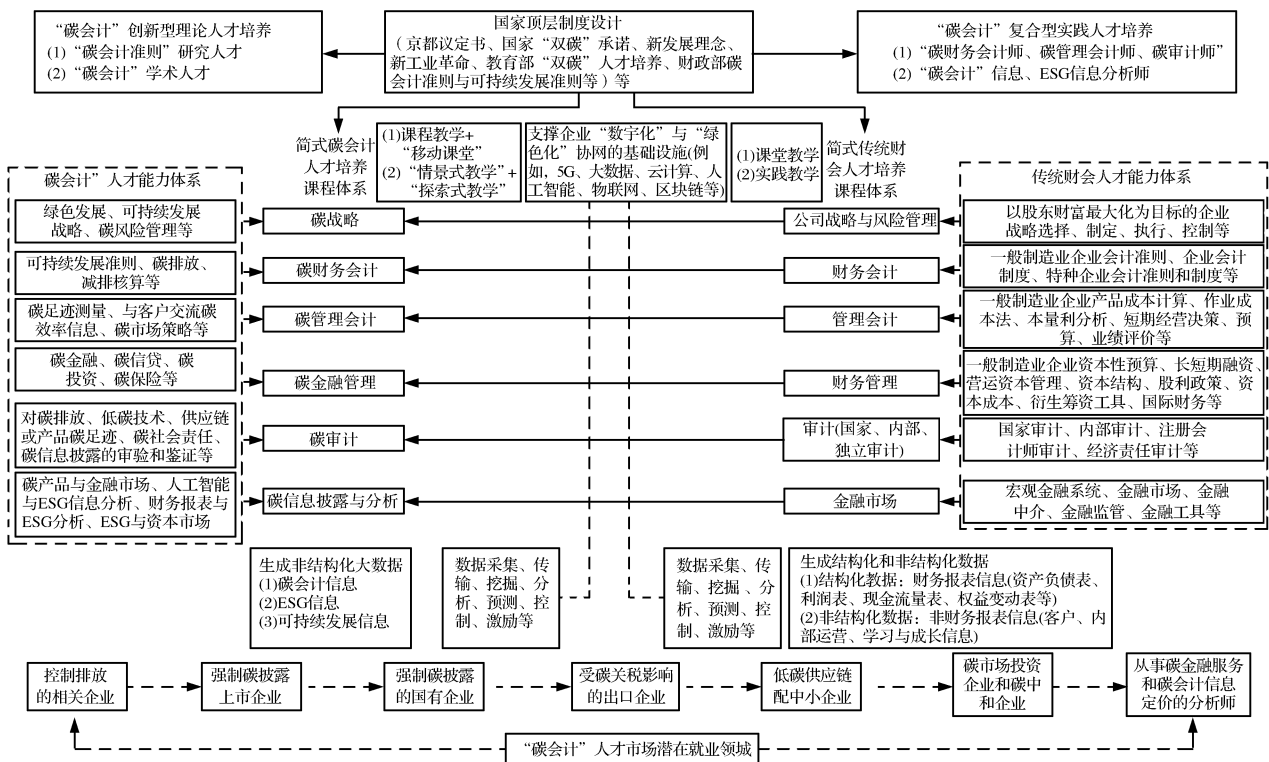 “碳会计”创新型理论人才培养
(1)“碳会计准则”研究人才
(2)“碳会计”学术人才
国家顶层制度设计
（京都议定书、国家“双碳”承诺、新发展理念、
新工业革命、教育部“双碳”人才培养、财政部碳
会计准则与可持续发展准则等）等
“碳会计”复合型实践人才培养
(1)“碳财务会计师、碳管理会计师、碳审计师”
(2)“碳会计”信息、ESG信息分析师
简式碳会计
人才培养
课程体系
(1)课程教学+
“移动课堂”
(2)“情景式教学”+
“探索式教学”
支撑企业“数字化”与“绿
色化”协网的基础设施(例
如、5G、大数据、云计算、人
工智能、物联网、区块链等)
(1)课堂教学
(2)实践教学
简式传统财
会人才培养
课程体系
碳会计”人才能力体系
传统财会人才能力体系
绿色发展、可持续发展
战略、碳风险管理等
碳战略
公司战略与风险管理
以股东财富最大化为目标的企业
战略选择、制定、执行、控制等
可持续发展准则、碳排放、
减排核算等
碳财务会计
财务会计
一般制造业企业会计准则、企业会计
制度、特种企业会计准则和制度等
碳足迹测量、与客户交流碳
效率信息、碳市场策略等
碳管理会计
管理会计
一般制造业企业产品成本计算、作业成
本法、本量利分析、短期经营决策、预
算、业绩评价等
碳金融、碳信贷、碳
投资、碳保险等
碳金融管理
财务管理
一般制造业企业资本性预算、长短期融资、
营运资本管理、资本结构、股利政策、资
本成本、衍生筹资工具、国际财务等
对碳排放、低碳技术、供应链
或产品碳足迹、碳社会责任、
碳信息披露的审验和鉴证等
碳审计
审计(国家、内部、
独立审计)
国家审计、内部审计、注册会
计师审计、经济责任审计等
碳产品与金融市场、人工智能
与ESG信息分析、财务报表与
ESG分析、ESG与资本市场
碳信息披露与分析
金融市场
宏观金融系统、金融市场、金融
中介、金融监管、金融工具等
生成非结构化大数据
(1)碳会计信息
(2)ESG信息
(3)可持续发展信息
数据采集、传
输、挖掘、分
析、预测、控
制、激励等
数据采集、传
输、挖掘、分
析、预测、控
制、激励等
生成结构化和非结构化数据
(1)结构化教据：财务报表信息(资产负债表、
利润表、现金流量表、权益变动表等)
(2)非结构化数据：非财务报表信息(客户、内
部运营、学习与成长信息)
控制排放
的相关企业
强制碳披露
上市企业
强制碳披露
的国有企业
受碳关税影响
的出口企业
低碳供应链
配中小企业
碳市场投资
企业和碳中
和企业
从事碳金融服务
和碳会计信息
定价的分析师
“碳会计”人才市场潜在就业领城